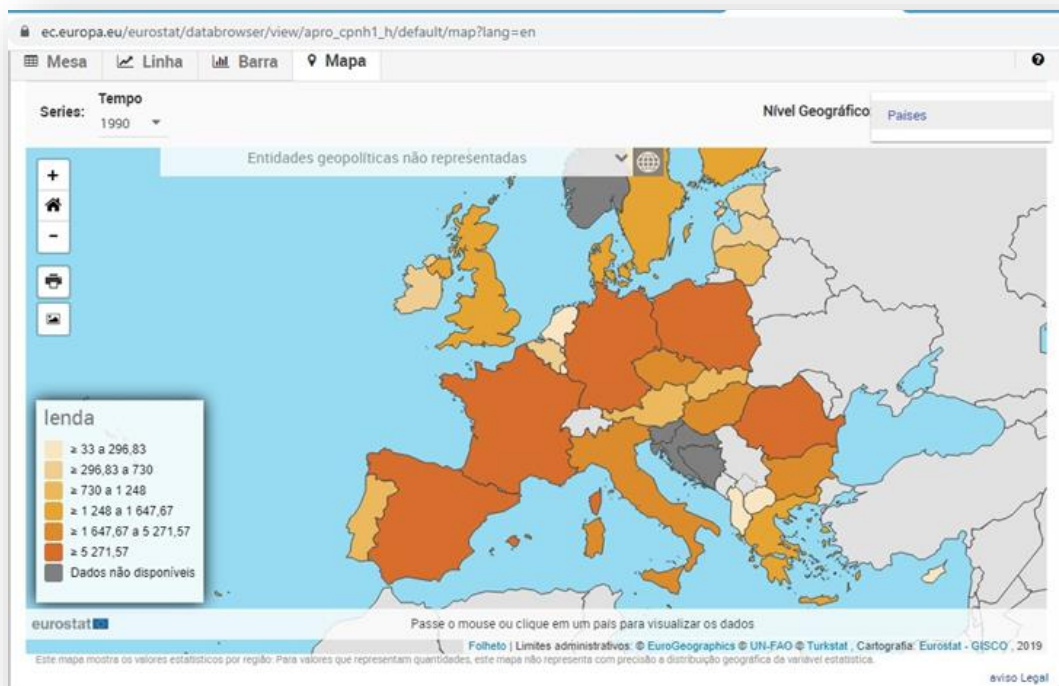 ec.europa.eu/eurostat/databrowser/view/apro_cpnh1_h/default/map?lang=en
Mesa Linha Barra Mapa
Series: Tempo
1990
Nível Geográfico Países
Entidades geopolíticas não representadas
+
-
lenda
≥ 33 a 296,83
≥ 296,83 a 730
≥ 730 a 1 248
≥ 1 248 a 1 647,67
≥ 1 647,67 a 5 271,57
≥ 5 271,57
Dados não disponíveis
eurostat Passe o mouse ou clique em um país para visualizar os dados
Folheto | Limites administrativos: © EuroGeographics © UN-FAO © Turkstat , Cartografia: Eurostat - GISCO , 2019
Este mapa mostra os valores estatísticos por região. Para valores que representam quantidades, este mapa não representa com precisão a distribuição geográfica da variável estatística.
aviso Legal